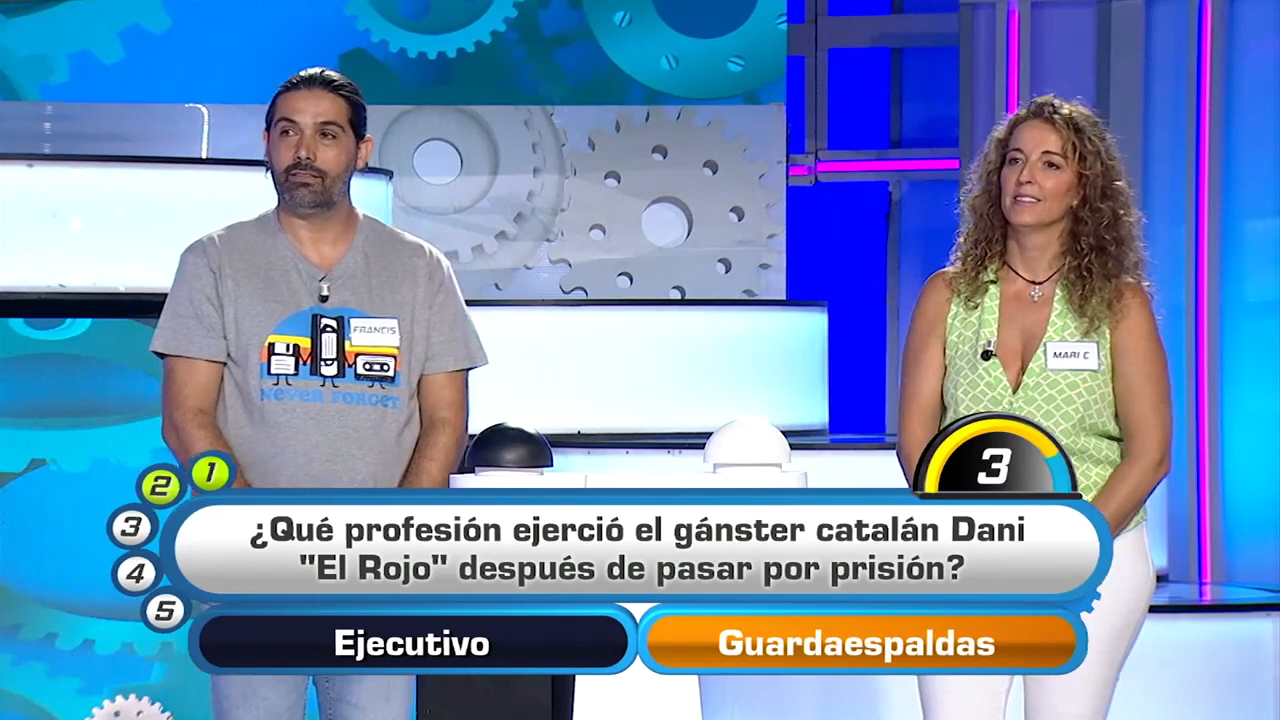 FRANCIS
NEVER FORGET
MARI C
3
1
2
3
4
5
¿Qué profesión ejerció el gánster catalán Dani
"El Rojo" después de pasar por prisión?
Ejecutivo
Guardaespaldas